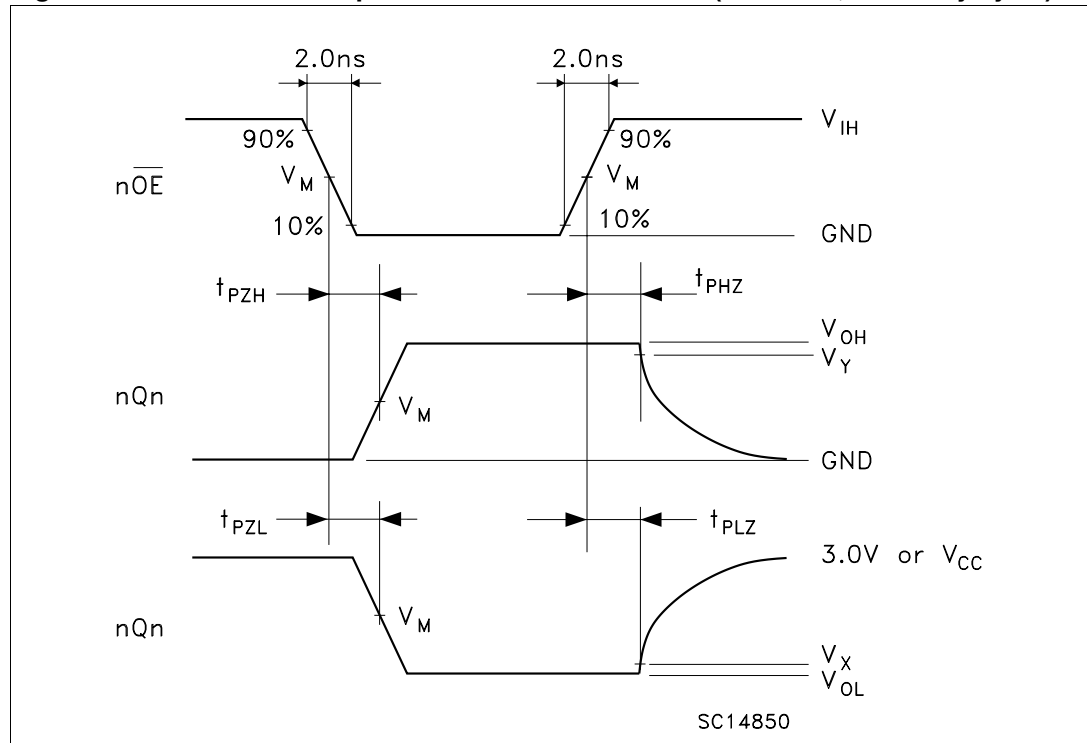 2.0ns 2.0ns
V_IH
90% 90%
V_M V_M
nO̅E̅
10% 10%
GND
t_PZH t_PHZ
V_OH
V_Y
nQn
V_M
GND
t_PZL t_PLZ
3.0V or V_CC
V_M
nQn
V_X
V_OL
SC14850